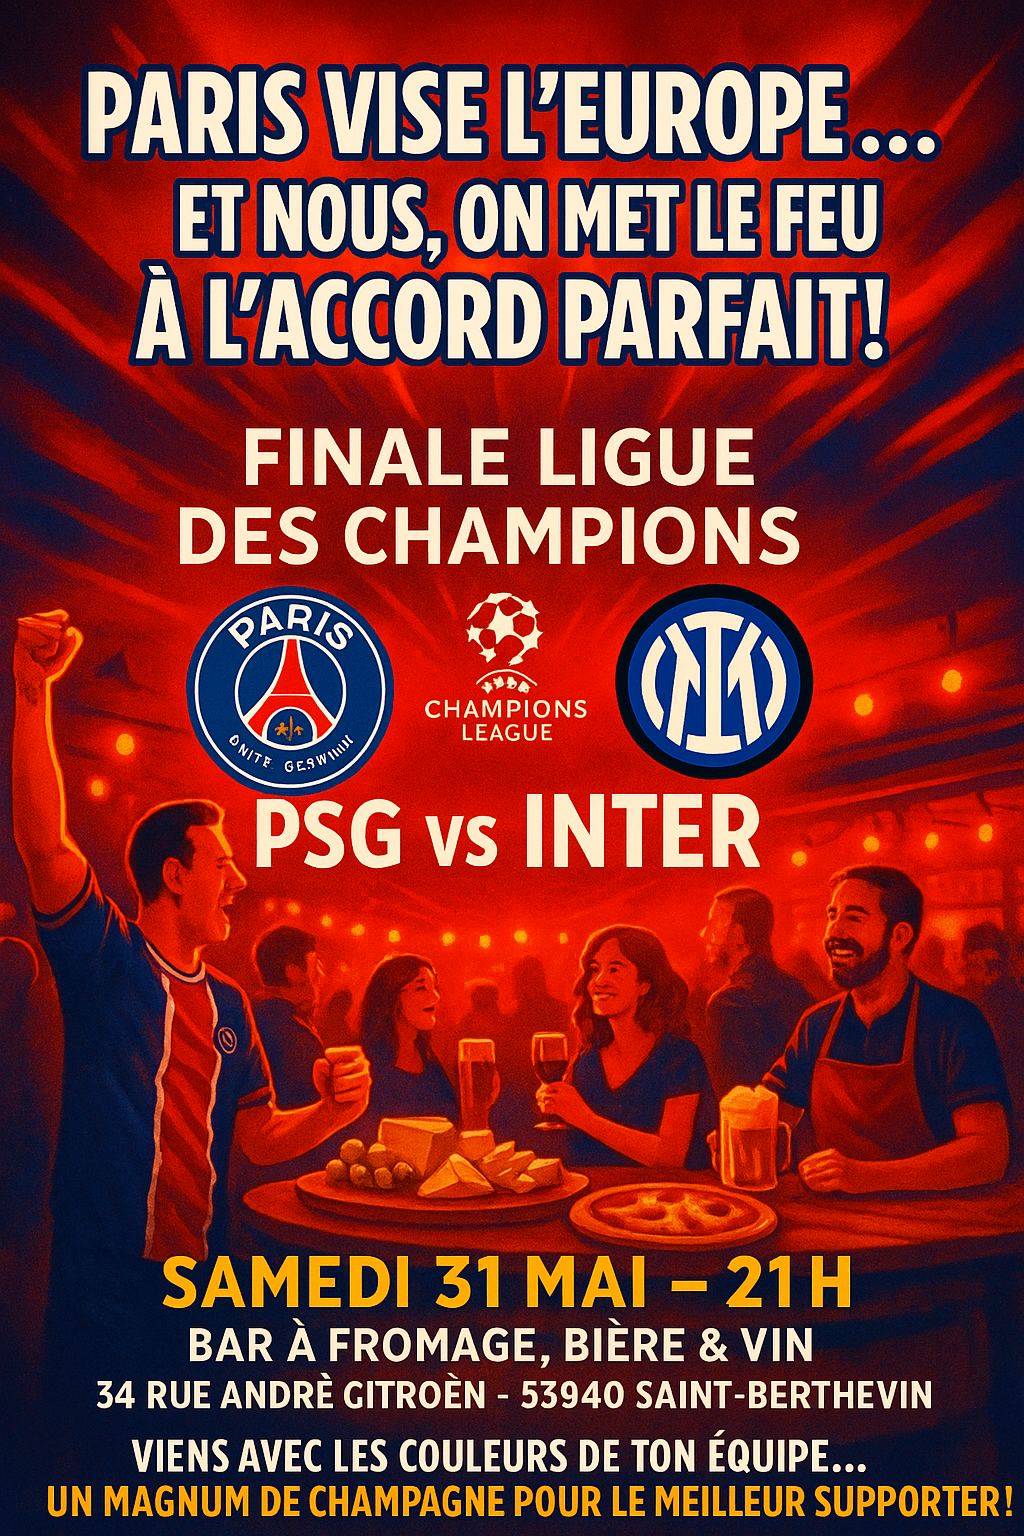 PARIS VISE L'EUROPE...
ET NOUS, ON MET LE FEU
À L'ACCORD PARFAIT!
FINALE LIGUE
DES CHAMPIONS
PARIS
CHAMPIONS
LEAGUE
PSG VS INTER
SAMEDI 31 MAI – 21H
BAR À FROMAGE, BIÈRE & VIN
34 RUE ANDRÈ GITROÈN - 53940 SAINT-BERTHEVIN
VIENS AVEC LES COULEURS DE TON ÉQUIPE...
UN MAGNUM DE CHAMPAGNE POUR LE MEILLEUR SUPPORTER!